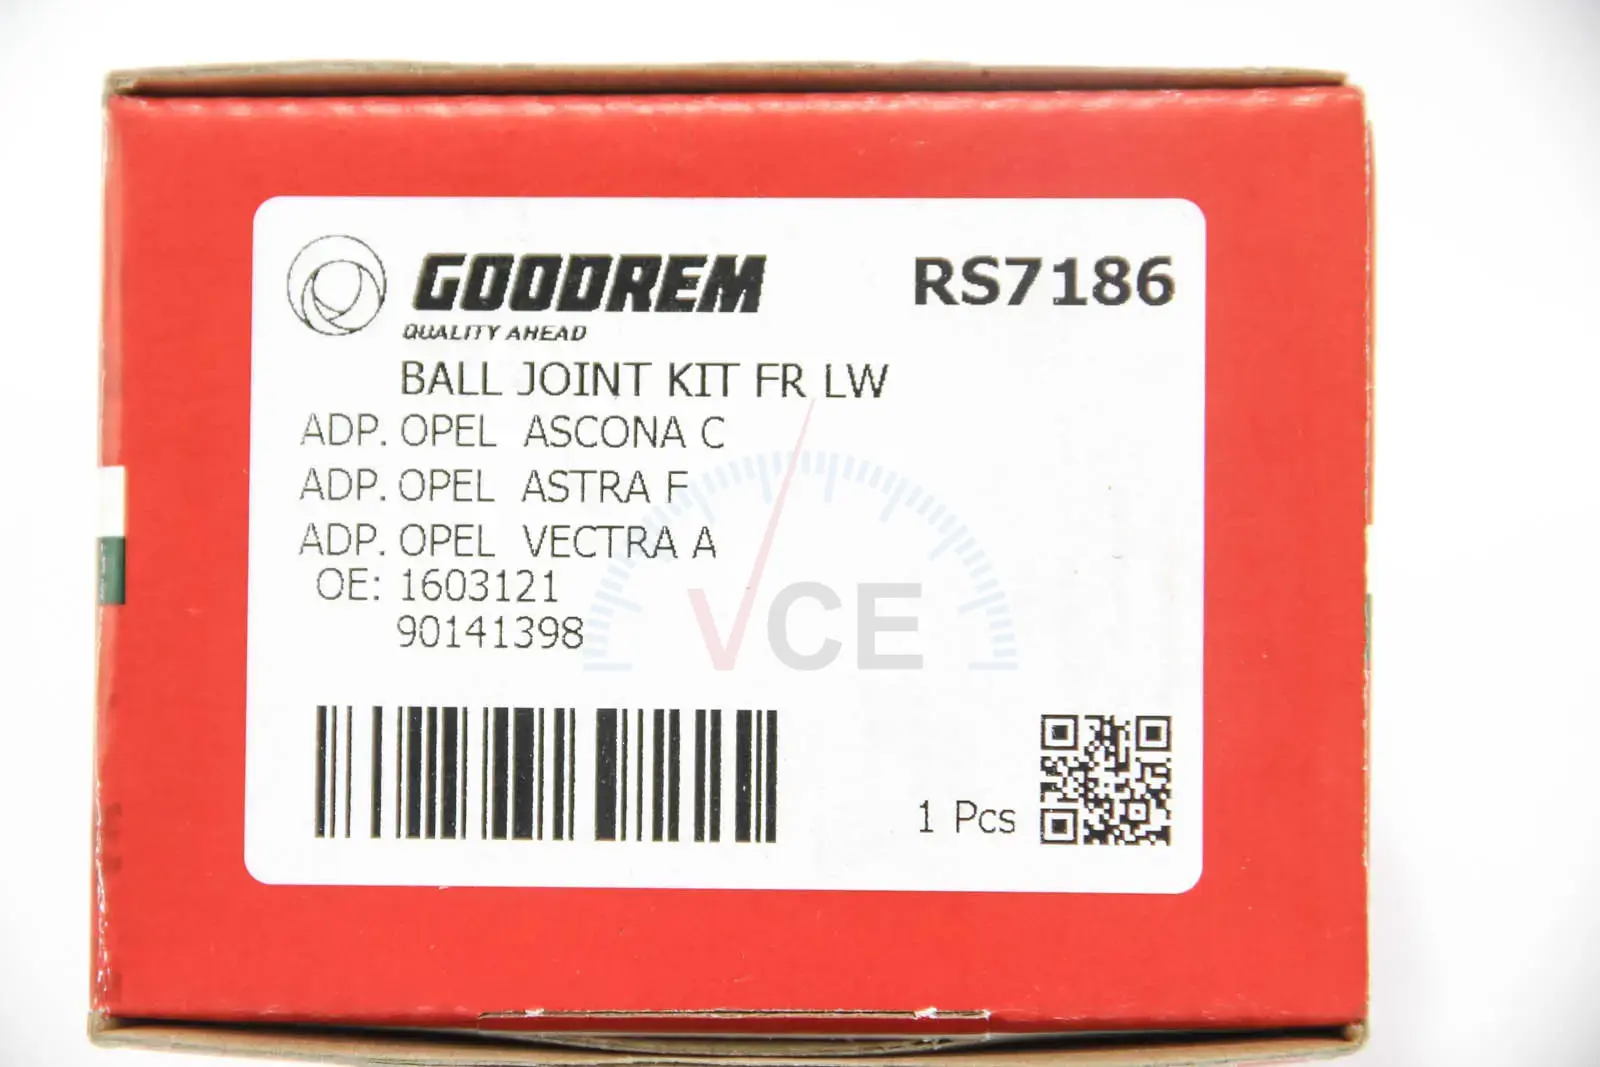 GOODREM
QUALITY AHEAD
RS7186
BALL JOINT KIT FR LW
ADP. OPEL ASCONA C
ADP. OPEL ASTRA F
ADP. OPEL VECTRA A
OE: 1603121
90141398
VCE
1 Pcs